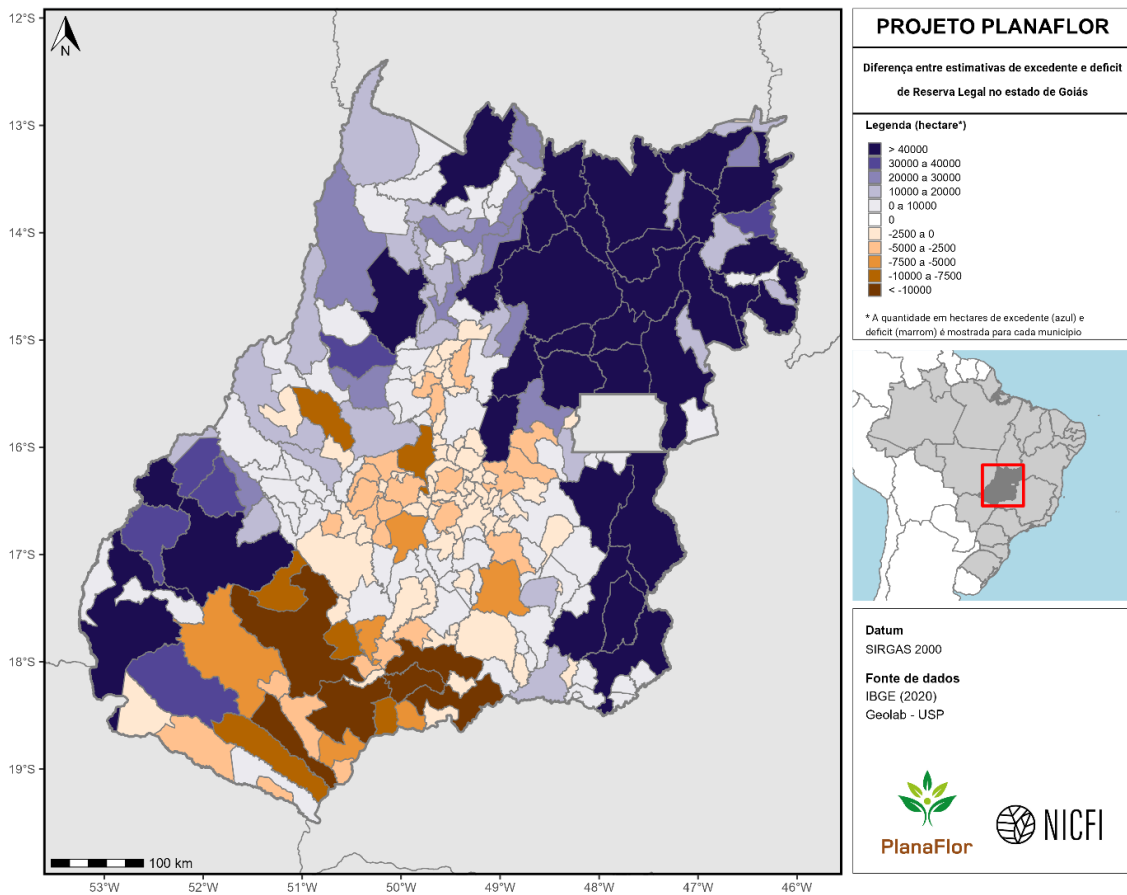 12°S
13°S
14°S
15°S
16°S
17°S
18°S
19°S
N
100 km
53°W
52°W
51°W
50°W
49°W
48°W
47°W
46°W
PROJETO PLANAFLOR
Diferença entre estimativas de excedente e deficit
de Reserva Legal no estado de Goiás
Legenda (hectare*)
> 40000
30000 a 40000
20000 a 30000
10000 a 20000
0 a 10000
0
-2500 a 0
-5000 a -2500
-7500 a -5000
-10000 a -7500
< -10000
* A quantidade em hectares de excedente (azul) e
deficit (marrom) é mostrada para cada município
Datum
SIRGAS 2000
Fonte de dados
IBGE (2020)
Geolab - USP
PlanaFlor
NICFI